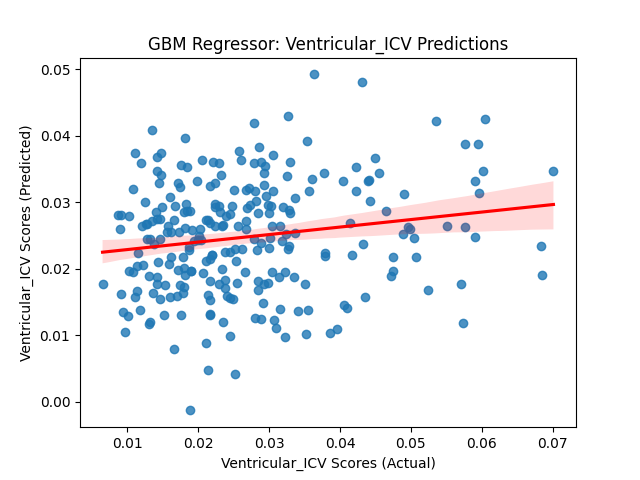 GBM Regressor: Ventricular_ICV Predictions
Ventricular_ICV Scores (Predicted)
0.05
0.04
0.03
0.02
0.01
0.00
0.01 0.02 0.03 0.04 0.05 0.06 0.07
Ventricular_ICV Scores (Actual)